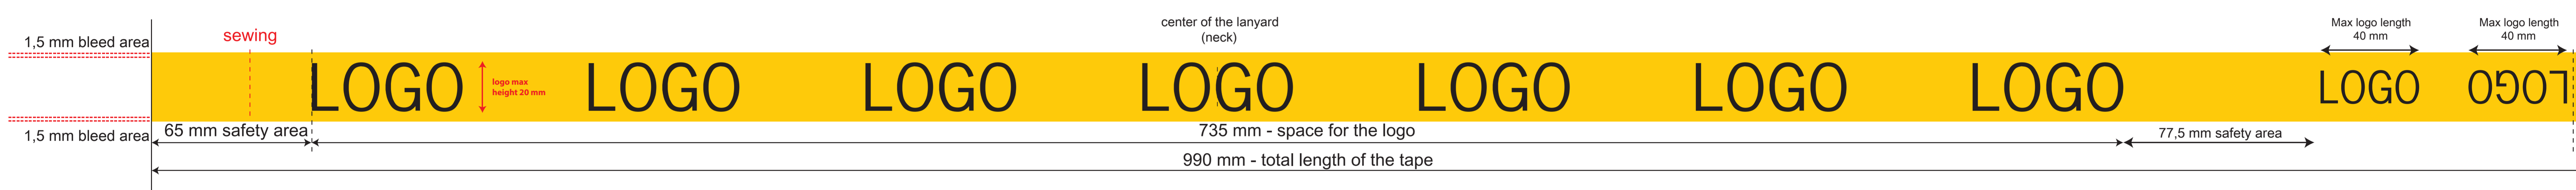 1,5 mm bleed area
sewing
center of the lanyard
(neck)
Max logo length
40 mm
Max logo length
40 mm
LOGO
logo max
height 20 mm
LOGO
LOGO
LOGO
LOGO
LOGO
LOGO
LOGO
LOGO
1,5 mm bleed area
65 mm safety area
735 mm - space for the logo
77,5 mm safety area
990 mm - total length of the tape